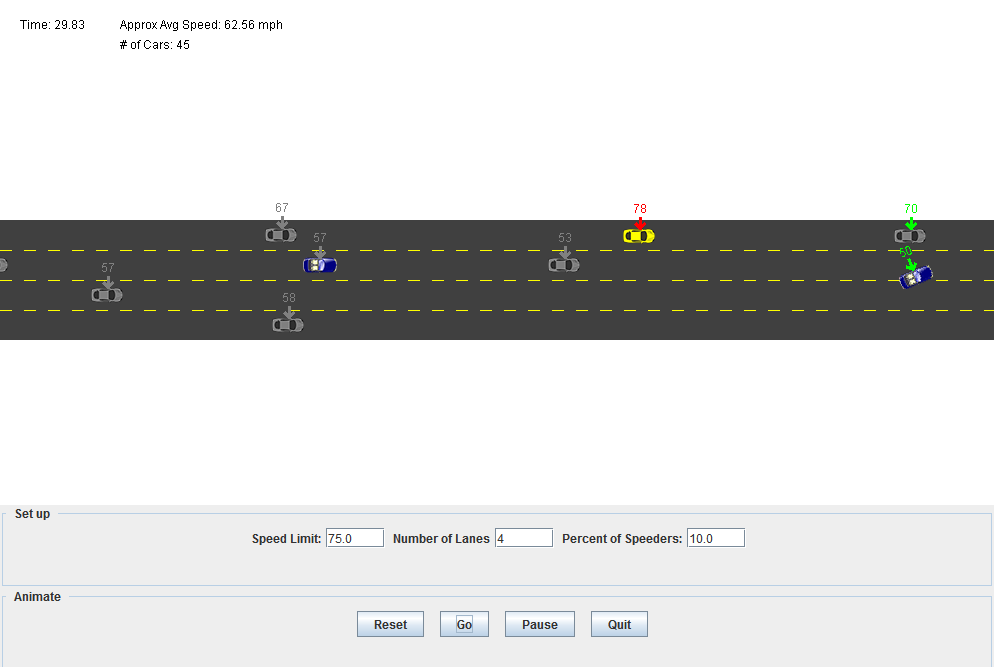 Time: 29.83 Approx Avg Speed: 62.56 mph
# of Cars: 45
67 78 70
57 53
50
57
58
Set up
Speed Limit: 75.0 Number of Lanes 4 Percent of Speeders: 10.0
Animate
Reset Go Pause Quit